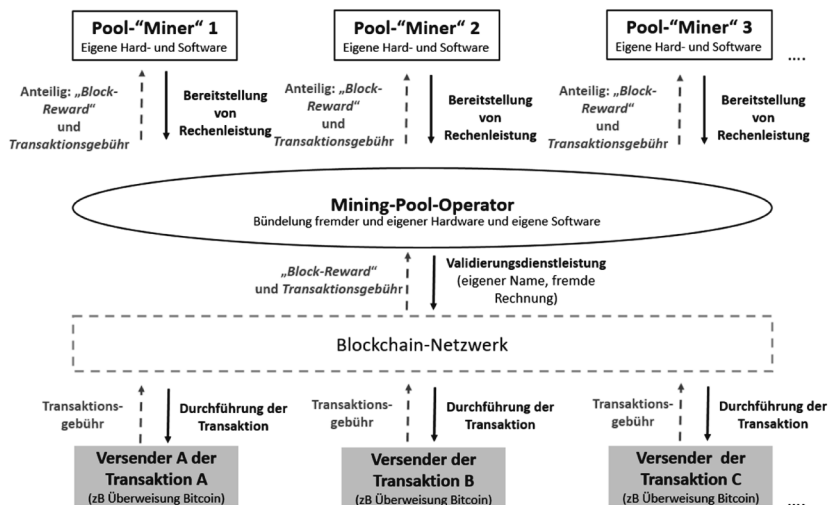 Pool-“Miner“ 1
Eigene Hard- und Software
Pool-“Miner“ 2
Eigene Hard- und Software
Pool-“Miner“ 3
Eigene Hard- und Software
....
Anteilig: „Block-
Reward“
und
Transaktionsgebühr
Bereitstellung
von
Rechenleistung
Anteilig: „Block-
Reward“
und
Transaktionsgebühr
Bereitstellung
von
Rechenleistung
Anteilig: „Block-
Reward“
und
Transaktionsgebühr
Bereitstellung
von
Rechenleistung
Mining-Pool-Operator
Bündelung fremder und eigener Hardware und eigene Software
„Block-Reward“
und Transaktionsgebühr
Validierungsdienstleistung
(eigener Name, fremde
Rechnung)
Blockchain-Netzwerk
Transaktions-
gebühr
Durchführung der
Transaktion
Transaktions-
gebühr
Durchführung der
Transaktion
Transaktions-
gebühr
Durchführung der
Transaktion
Versender A der
Transaktion A
(zB Überweisung Bitcoin)
Versender der
Transaktion B
(zB Überweisung Bitcoin)
Versender der
Transaktion C
(zB Überweisung Bitcoin)
....